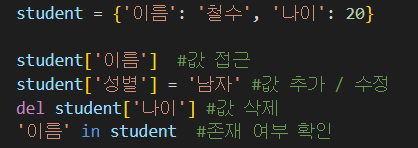 student = {'이름': '철수', '나이': 20}
student['이름']  #값 접근
student['성별'] = '남자' #값 추가 / 수정
del student['나이'] #값 삭제
'이름' in student  #존재 여부 확인